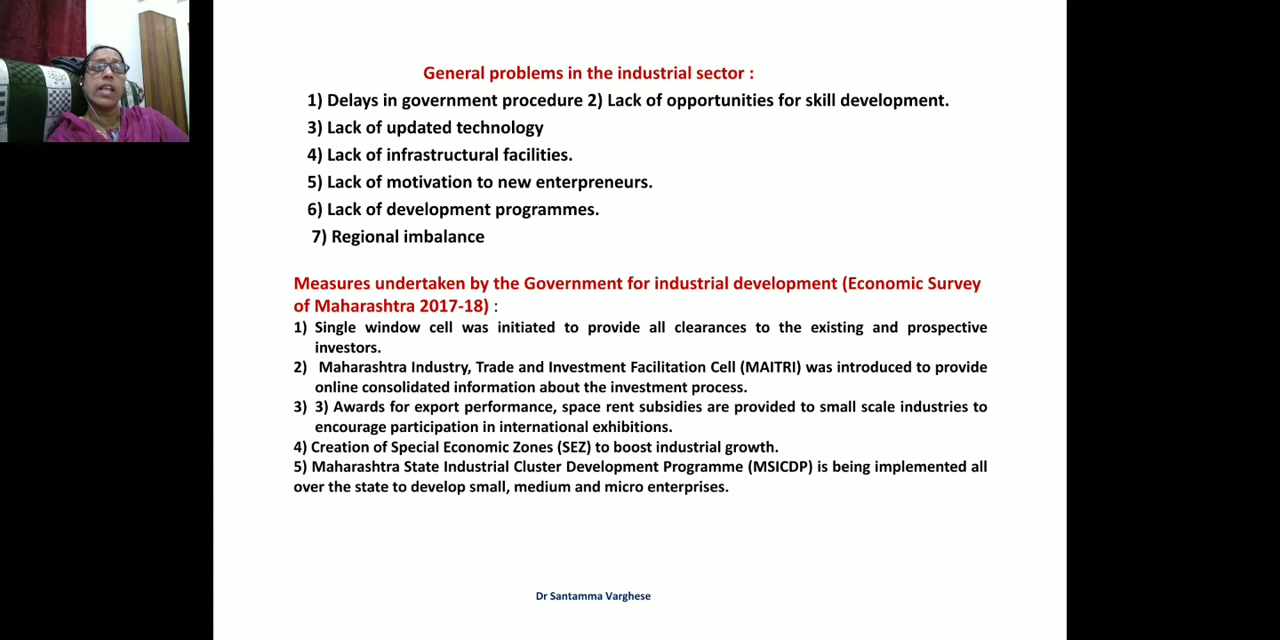 General problems in the industrial sector :
1) Delays in government procedure 2) Lack of opportunities for skill development.
3) Lack of updated technology
4) Lack of infrastructural facilities.
5) Lack of motivation to new enterpreneurs.
6) Lack of development programmes.
7) Regional imbalance
Measures undertaken by the Government for industrial development (Economic Survey
of Maharashtra 2017-18) :
1) Single window cell was initiated to provide all clearances to the existing and prospective
investors.
2) Maharashtra Industry, Trade and Investment Facilitation Cell (MAITRI) was introduced to provide
online consolidated information about the investment process.
3) 3) Awards for export performance, space rent subsidies are provided to small scale industries to
encourage participation in international exhibitions.
4) Creation of Special Economic Zones (SEZ) to boost industrial growth.
5) Maharashtra State Industrial Cluster Development Programme (MSICDP) is being implemented all
over the state to develop small, medium and micro enterprises.
Dr Santamma Varghese